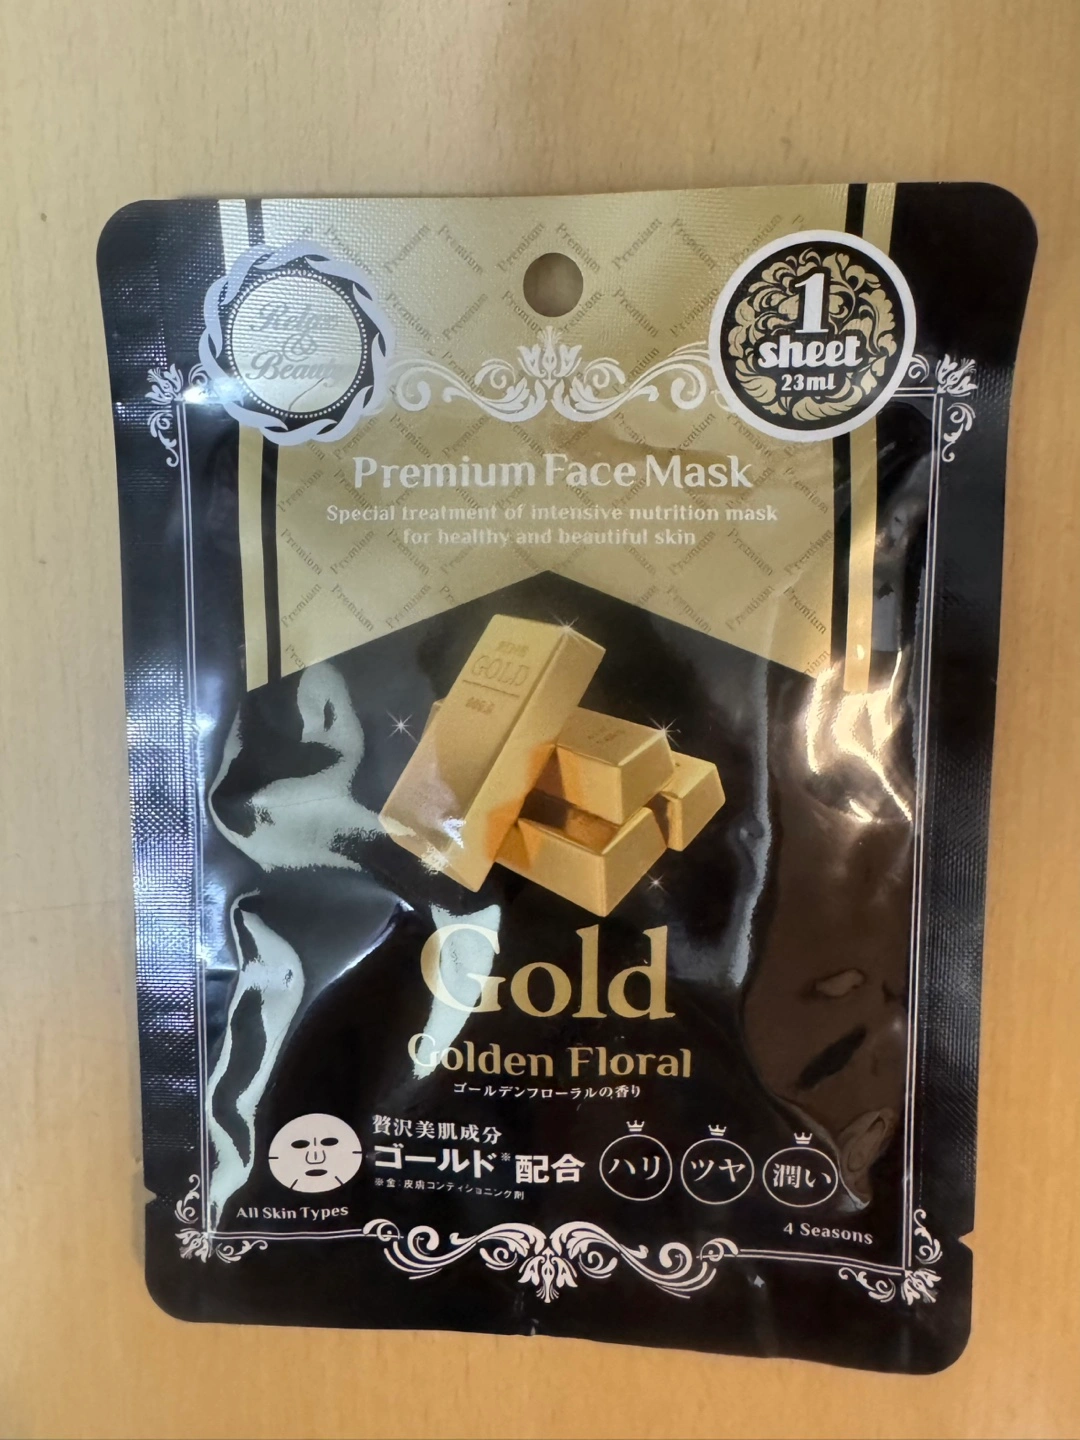 &
Beauty
1
sheet
23ml
Premium Face Mask
Special treatment of intensive nutrition mask
for healthy and beautiful skin
GOLD
Gold
Golden Floral
ゴールデンフローラルの香り
贅沢美肌成分
ゴールド※配合
※金:皮膚コンディショニング剤
ハリ
ツヤ
潤い
All Skin Types
4 Seasons